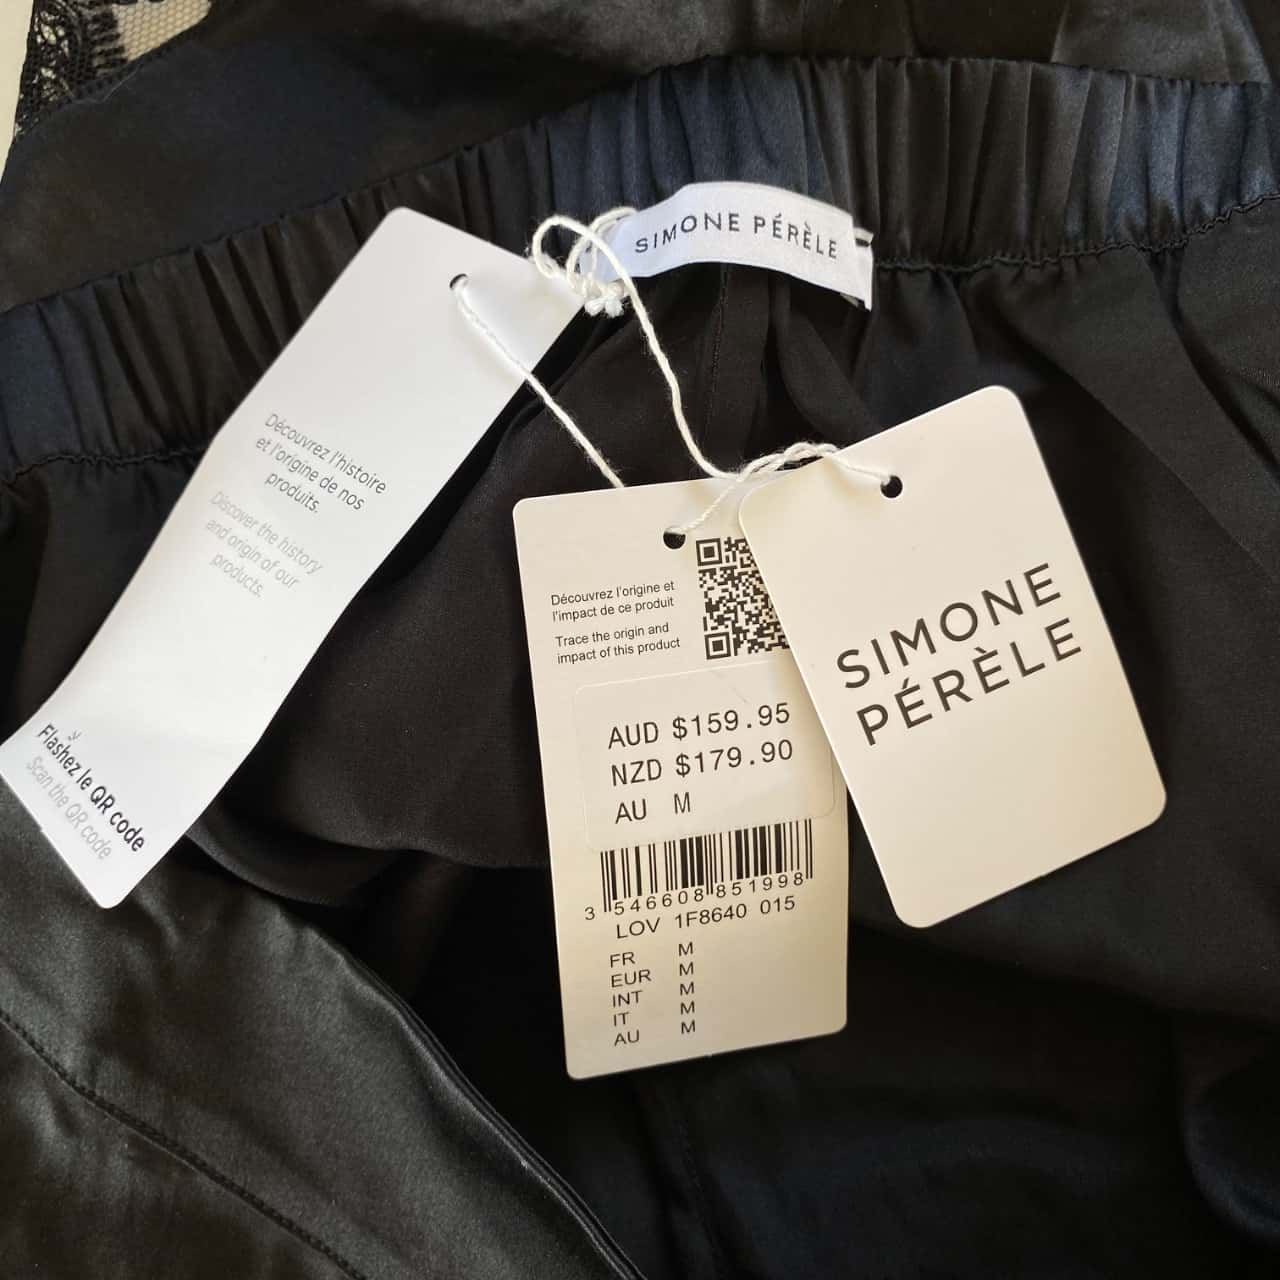 SIMONE PÉRÈLE
Découvrez l'histoire
et l'origine de nos
produits.
Discover the history
and origin of our
products.
Flashez le QR code
Scan the QR code
Découvrez l'origine et
l'impact de ce produit
Trace the origin and
impact of this product
AUD $159.95
NZD $179.90
AU M
3 546608 851998
LOV 1F8640 015
FR M
EUR M
INT M
IT M
AU M
SIMONE
PÉRÈLE